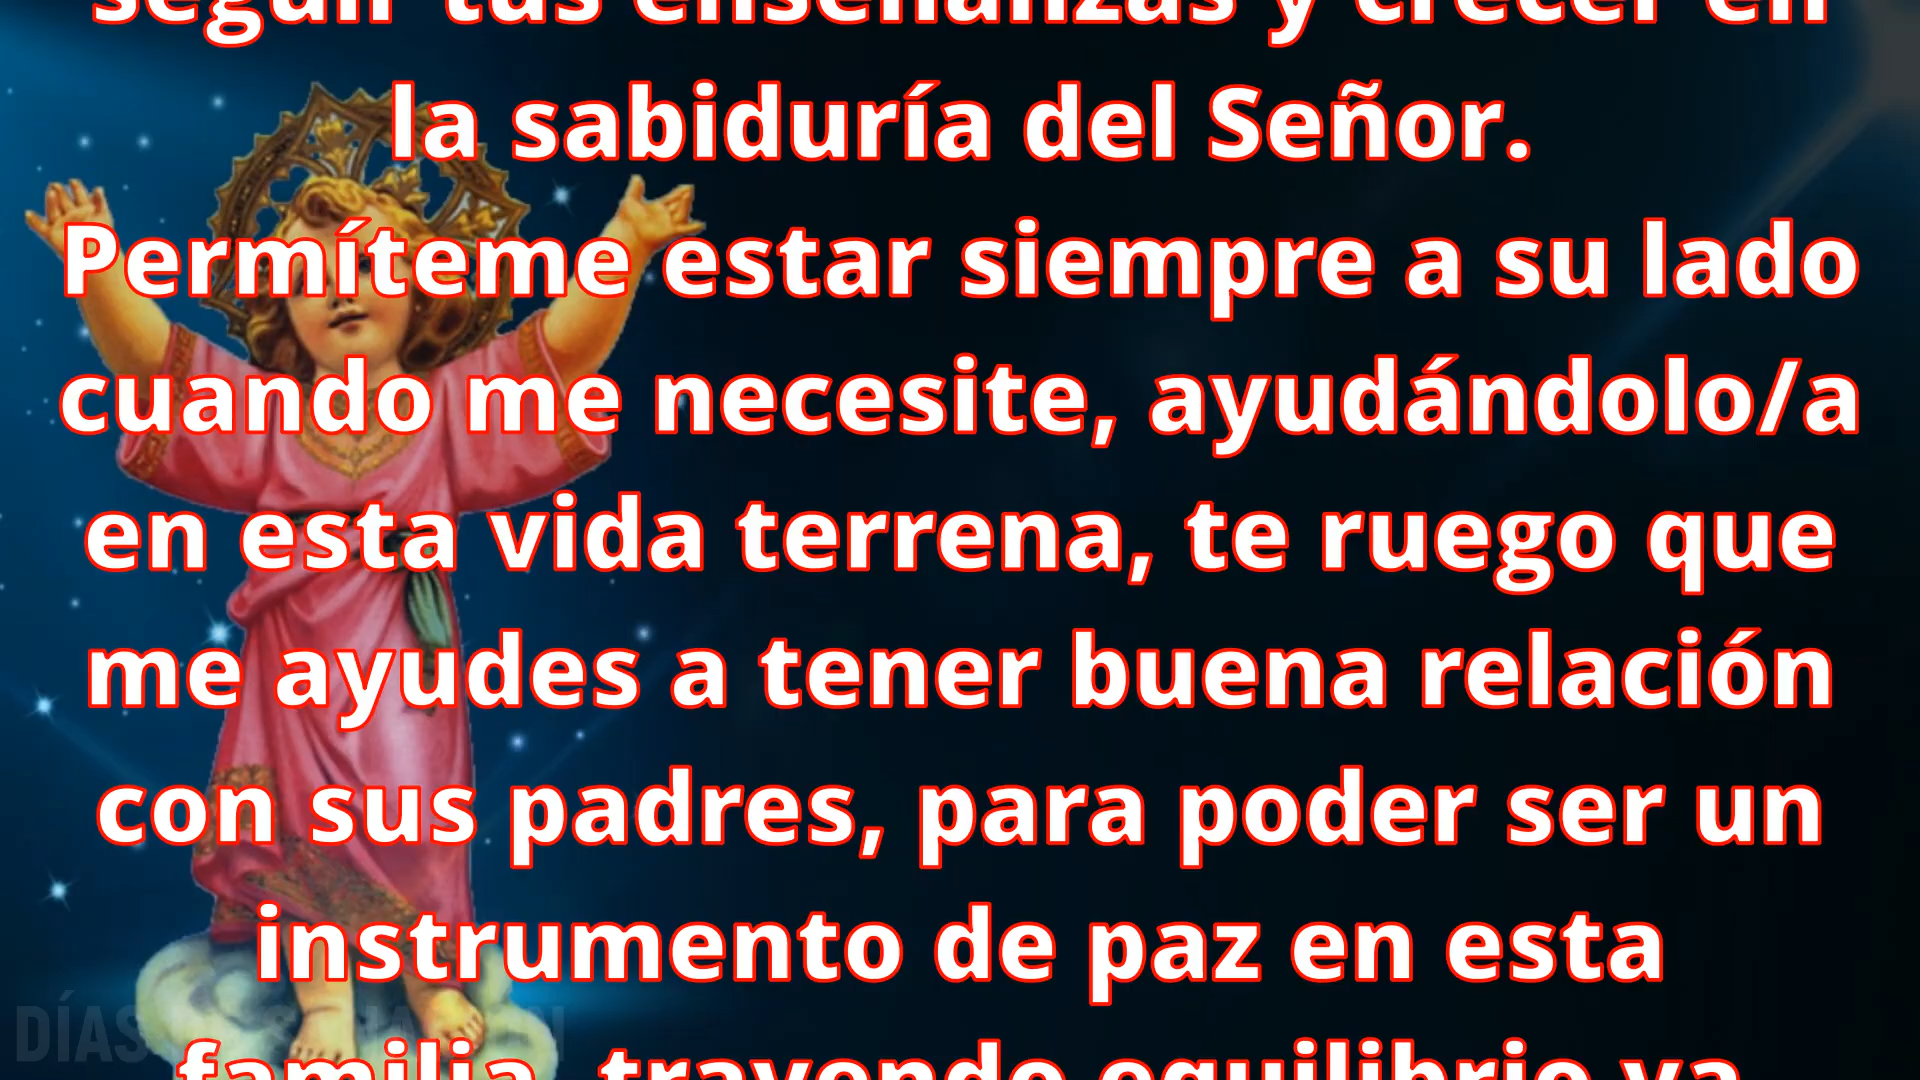 seguir tus enseñanzas y crecer en
la sabiduría del Señor.
Permíteme estar siempre a su lado
cuando me necesite, ayudándolo/a
en esta vida terrena, te ruego que
me ayudes a tener buena relación
con sus padres, para poder ser un
instrumento de paz en esta
familia, trayendo equilibrio ya
DÍAS